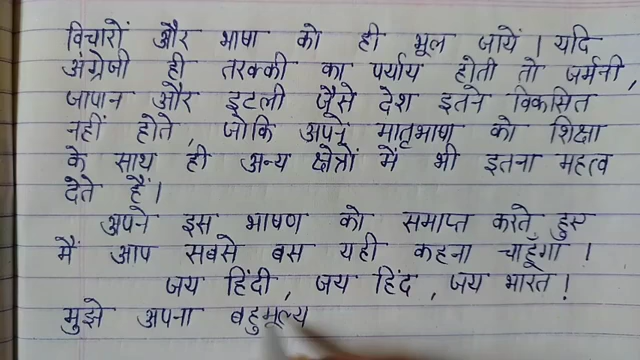 विचारों और भाषा को ही भूल जायें । यदि
अंग्रेजी ही तरक्की का पर्याय होती तो जर्मनी,
जापान और इटली जैसे देश इतने विकसित
नहीं होते, जोकि अपने मातृभाषा को शिक्षा
के साथ ही अन्य क्षेत्रों में भी इतना महत्व
देते हैं ।
अपने इस भाषण को समाप्त करते हुए
मैं आप सबसे बस यही कहना चाहूँगा ।
जय हिंदी, जय हिंद, जय भारत !
मुझे अपना बहुमूल्य